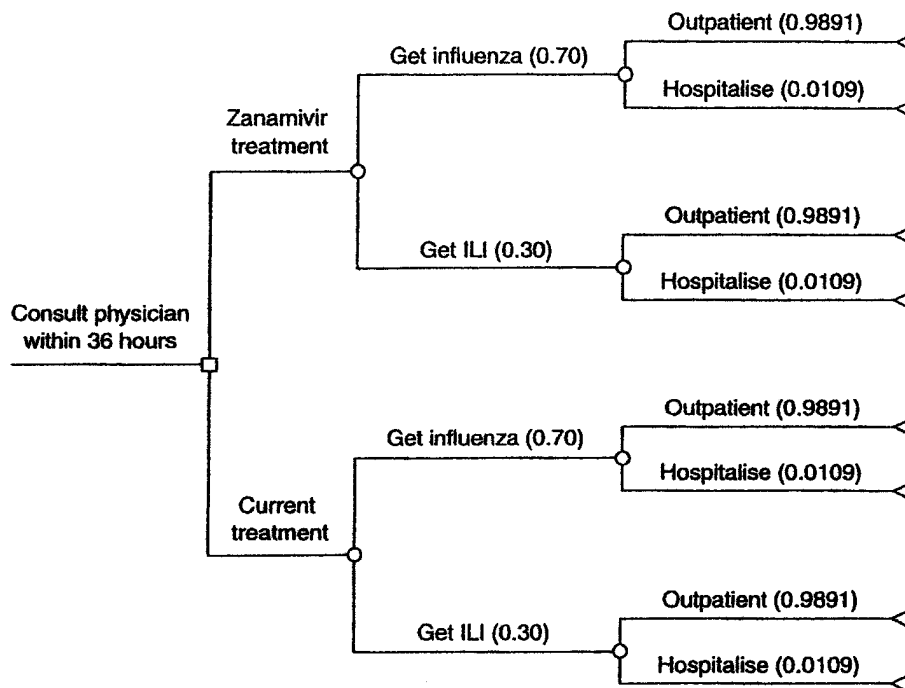 Outpatient (0.9891)
Get influenza (0.70)
Hospitalise (0.0109)
Zanamivir
treatment
Outpatient (0.9891)
Get ILI (0.30)
Hospitalise (0.0109)
Consult physician
within 36 hours
Outpatient (0.9891)
Get influenza (0.70)
Hospitalise (0.0109)
Current
treatment
Outpatient (0.9891)
Get ILI (0.30)
Hospitalise (0.0109)